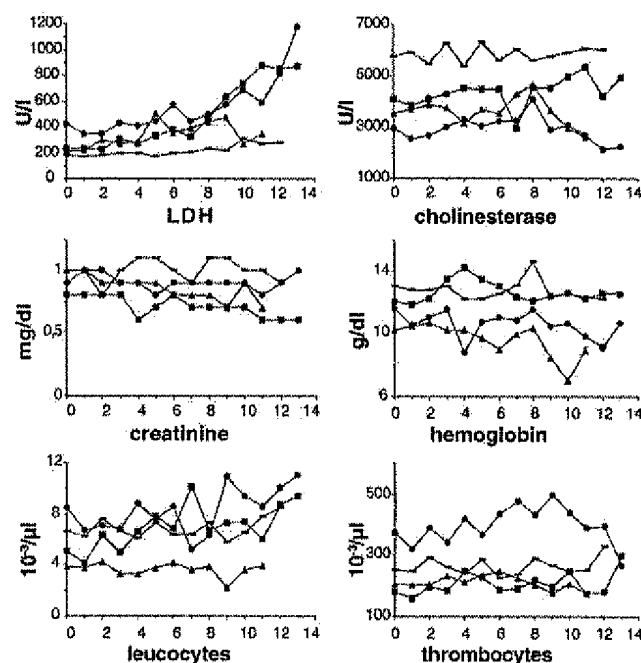 1200
1000
800
600
400
200
0
U/l
0 2 4 6 8 10 12 14
LDH
7000
5000
3000
1000
U/l
0 2 4 6 8 10 12 14
cholinesterase
1
0,5
0
mg/dl
0 2 4 6 8 10 12 13 14
creatinine
14
10
6
g/dl
0 2 4 6 8 10 12 14
hemoglobin
12
8
4
0
10⁻³/µl
0 2 4 6 8 10 12 14
leucocytes
500
300
100
10⁻³/µl
0 2 4 6 8 10 12 14
thrombocytes